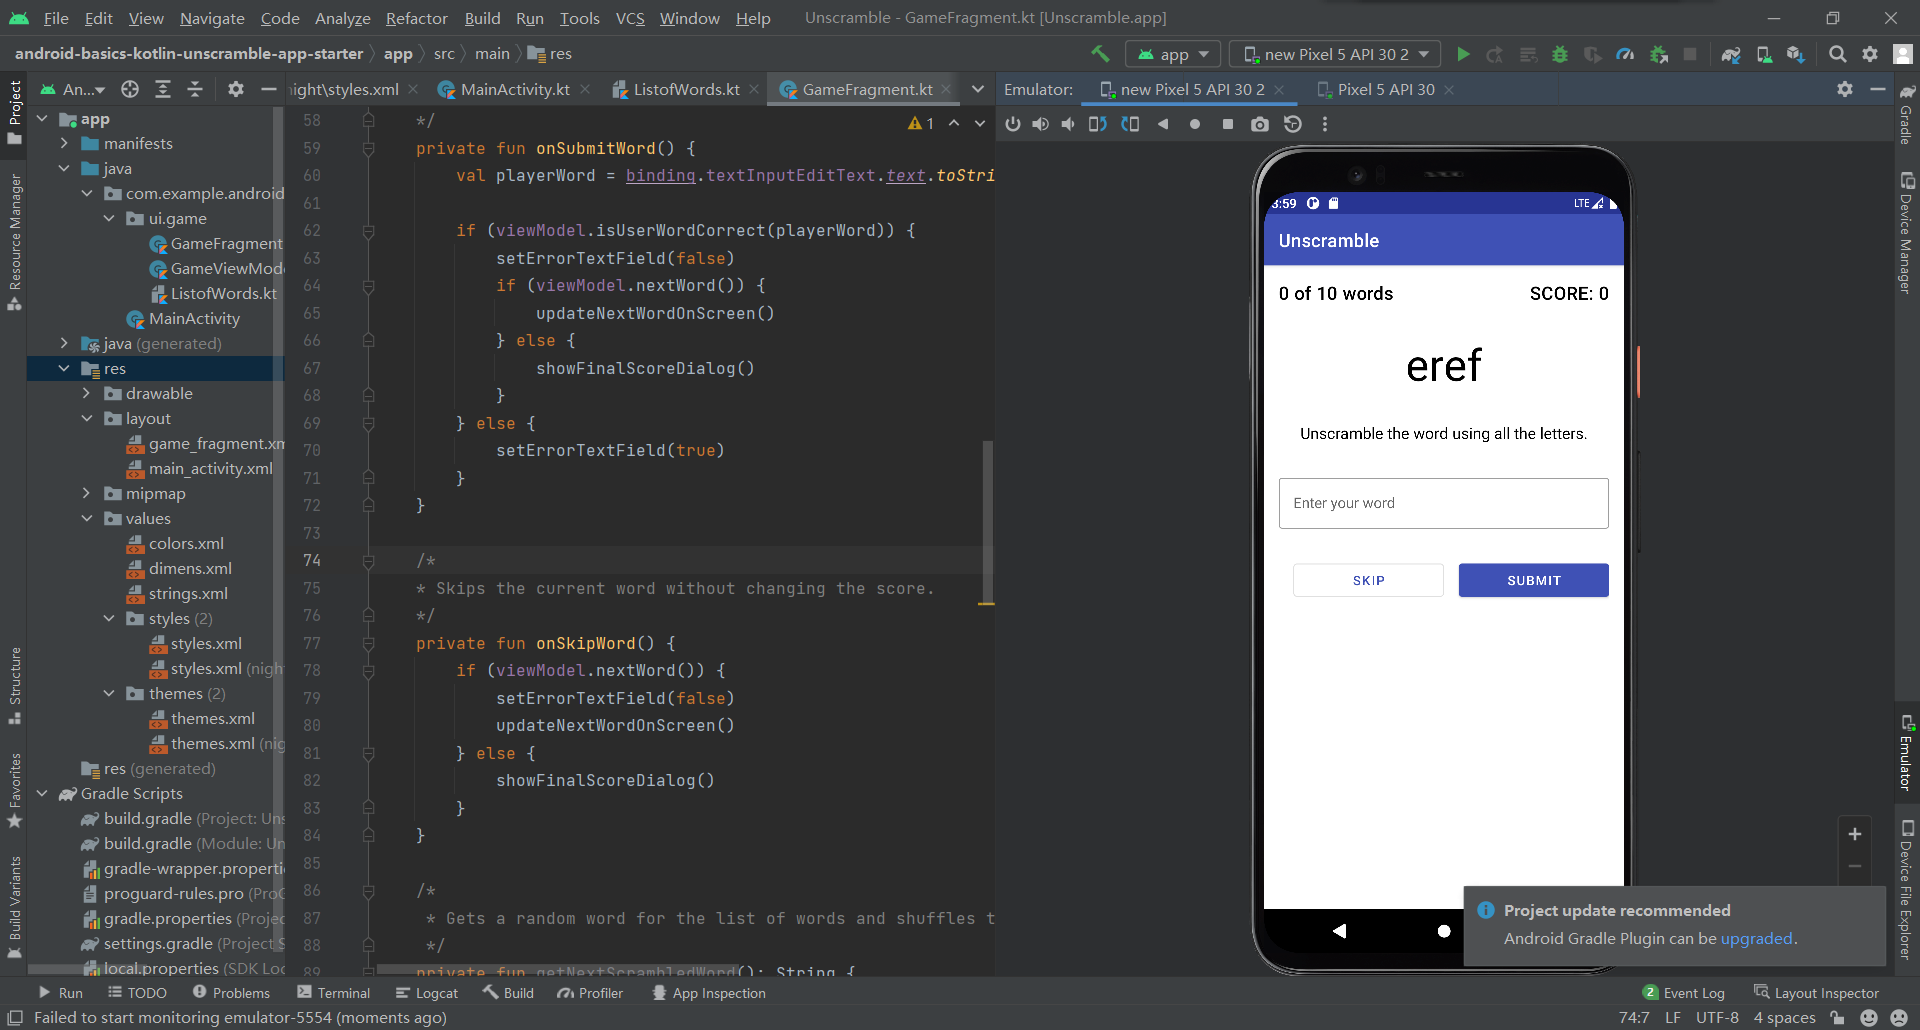 File Edit View Navigate Code Analyze Refactor Build Run Tools VCS Window Help Unscramble - GameFragment.kt [Unscramble.app]
android-basics-kotlin-unscramble-app-starter app src main res app new Pixel 5 API 30 2
Project
Resource Manager
Structure
Favorites
Build Variants
An...
app
manifests
java
com.example.android
ui.game
GameFragment
GameViewMod
ListofWords.kt
MainActivity
java (generated)
res
drawable
layout
game_fragment.xm
main_activity.xml
mipmap
values
colors.xml
dimens.xml
strings.xml
styles (2)
styles.xml
styles.xml (nigh
themes (2)
themes.xml
themes.xml (nig
res (generated)
Gradle Scripts
build.gradle (Project: Uns
build.gradle (Module: Un
gradle-wrapper.properti
proguard-rules.pro (ProG
gradle.properties (Projec
settings.gradle (Project S
local.properties (SDK Loc
ight\styles.xml MainActivity.kt ListofWords.kt GameFragment.kt
1
58 */
59 private fun onSubmitWord() {
60 val playerWord = binding.textInputEditText.text.toStri
61
62 if (viewModel.isUserWordCorrect(playerWord)) {
63 setErrorTextField(false)
64 if (viewModel.nextWord()) {
65 updateNextWordOnScreen()
66 } else {
67 showFinalScoreDialog()
68 }
69 } else {
70 setErrorTextField(true)
71 }
72 }
73
74 /*
75 * Skips the current word without changing the score.
76 */
77 private fun onSkipWord() {
78 if (viewModel.nextWord()) {
79 setErrorTextField(false)
80 updateNextWordOnScreen()
81 } else {
82 showFinalScoreDialog()
83 }
84 }
85
86 /*
87 * Gets a random word for the list of words and shuffles t
88 */
89 private fun getNextScrambledWord(): String {
Emulator: new Pixel 5 API 30 2 Pixel 5 API 30
3:59 LTE
Unscramble
0 of 10 words SCORE: 0
eref
Unscramble the word using all the letters.
Enter your word
SKIP SUBMIT
Project update recommended
Android Gradle Plugin can be upgraded.
Gradle
Device Manager
Emulator
Device File Explorer
Run TODO Problems Terminal Logcat Build Profiler App Inspection 2 Event Log Layout Inspector
Failed to start monitoring emulator-5554 (moments ago) 74:7 LF UTF-8 4 spaces